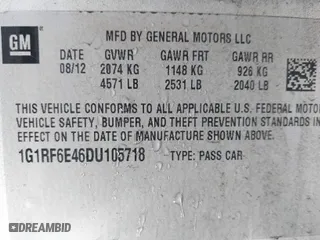 GM
MFD BY GENERAL MOTORS LLC
DATE GVWR GAWR FRT GAWR RR
08/12 2074 KG 1148 KG 926 KG
4571 LB 2531 LB 2040 LB
THIS VEHICLE CONFORMS TO ALL APPLICABLE U.S. FEDERAL MOTOR
VEHICLE SAFETY, BUMPER, AND THEFT PREVENTION STANDARDS IN
EFFECT ON THE DATE OF MANUFACTURE SHOWN ABOVE.
1G1RF6E46DU105718 TYPE: PASS CAR
DEALERS AUCTION